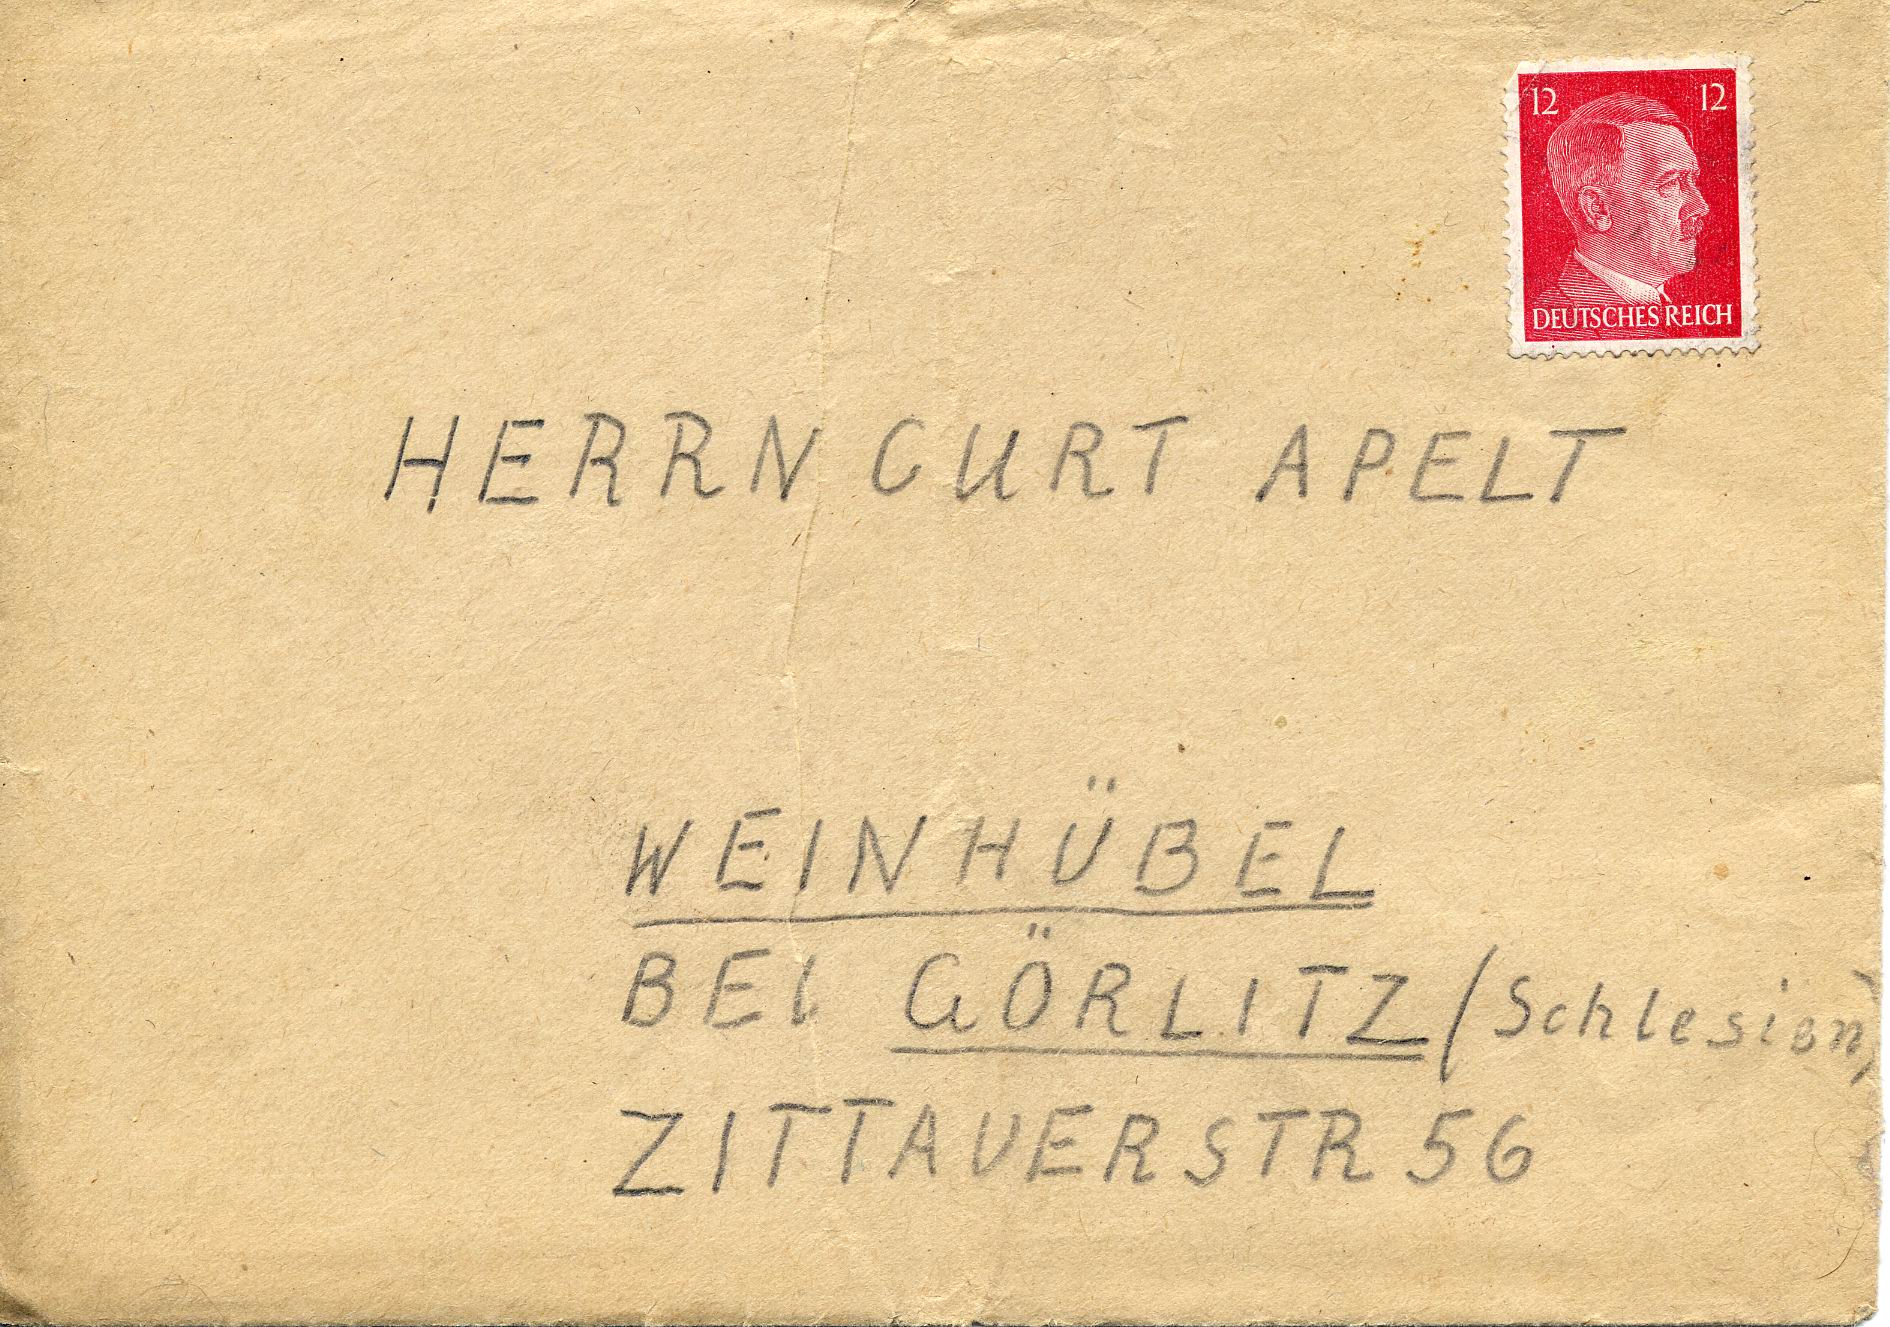 12 12
DEUTSCHES REICH
HERRN CURT APELT
WEINHÜBEL
BEI GÖRLITZ (Schlesien)
ZITTAUERSTR 56